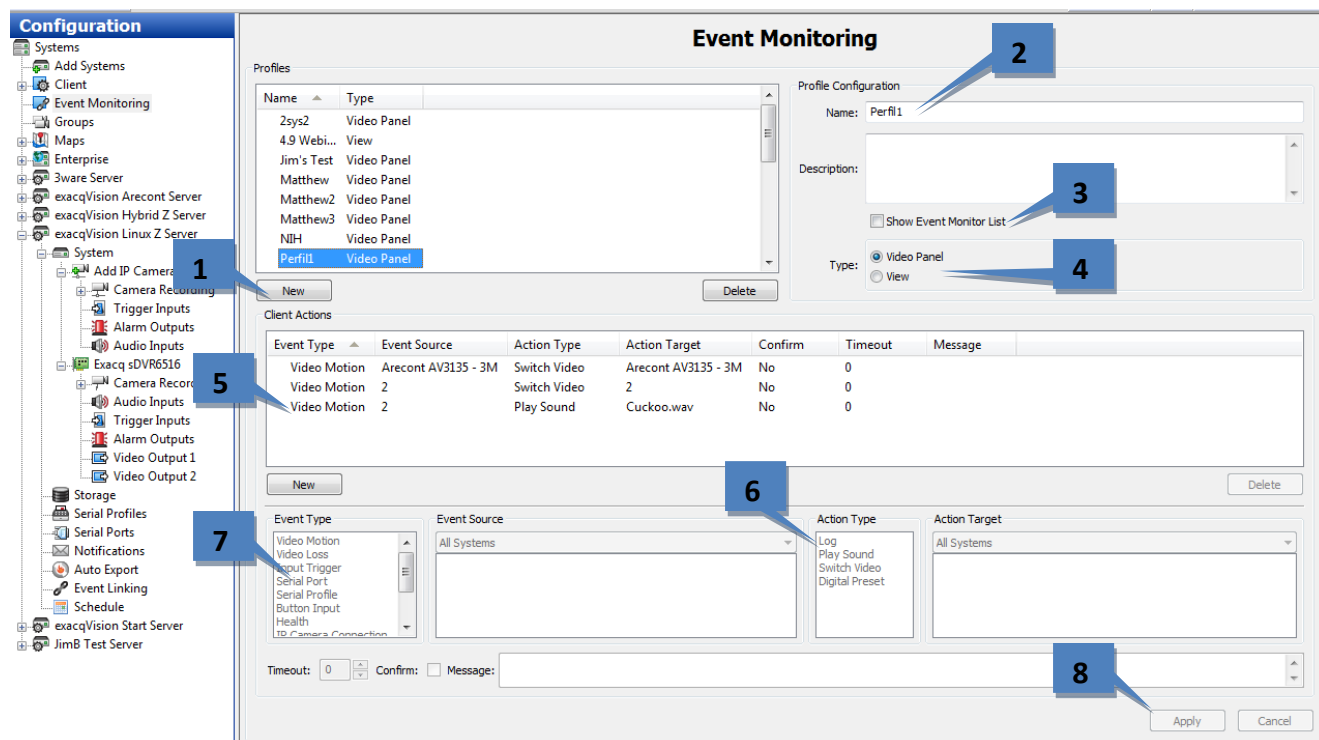 Configuration
Systems
Add Systems
Client
Event Monitoring
Groups
Maps
Enterprise
3ware Server
exacqVision Arecont Server
exacqVision Hybrid Z Server
exacqVision Linux Z Server
System
Add IP Camera
Camera Recording
Trigger Inputs
Alarm Outputs
Audio Inputs
Exacq sDVR6516
Camera Recor
Audio Inputs
Trigger Inputs
Alarm Outputs
Video Output 1
Video Output 2
Storage
Serial Profiles
Serial Ports
Notifications
Auto Export
Event Linking
Schedule
exacqVision Start Server
JimB Test Server
Event Monitoring
Profiles
Name Type
2sys2 Video Panel
4.9 Webi... View
Jim's Test Video Panel
Matthew Video Panel
Matthew2 Video Panel
Matthew3 Video Panel
NIH Video Panel
Perfil1 Video Panel
New Delete
1
Profile Configuration
2
Name: Perfil1
Description:
3
Show Event Monitor List
Type: Video Panel
View
4
Client Actions
Event Type Event Source Action Type Action Target Confirm Timeout Message
Video Motion Arecont AV3135 - 3M Switch Video Arecont AV3135 - 3M No 0
Video Motion 2 Switch Video 2 No 0
Video Motion 2 Play Sound Cuckoo.wav No 0
5
New Delete
6
Event Type
Video Motion
Video Loss
Input Trigger
Serial Port
Serial Profile
Button Input
Health
IP Camera Connection
7
Event Source
All Systems
Action Type
Log
Play Sound
Switch Video
Digital Preset
Action Target
All Systems
Timeout: 0 Confirm: Message:
8
Apply Cancel